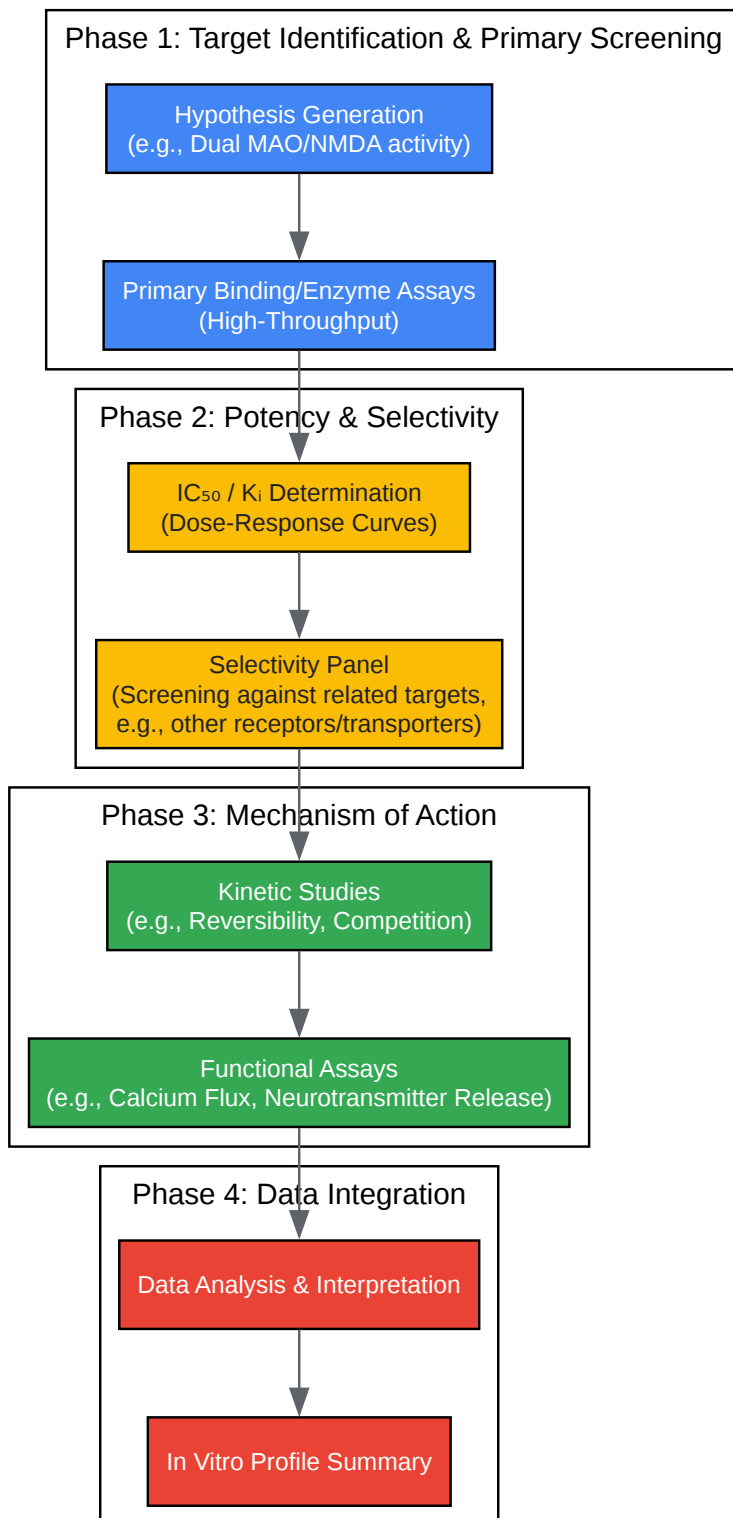 Phase 1: Target Identification & Primary Screening
Hypothesis Generation
(e.g., Dual MAO/NMDA activity)
Primary Binding/Enzyme Assays
(High-Throughput)
Phase 2: Potency & Selectivity
IC₅₀ / Kᵢ Determination
(Dose-Response Curves)
Selectivity Panel
(Screening against related targets,
e.g., other receptors/transporters)
Phase 3: Mechanism of Action
Kinetic Studies
(e.g., Reversibility, Competition)
Functional Assays
(e.g., Calcium Flux, Neurotransmitter Release)
Phase 4: Data Integration
Data Analysis & Interpretation
In Vitro Profile Summary